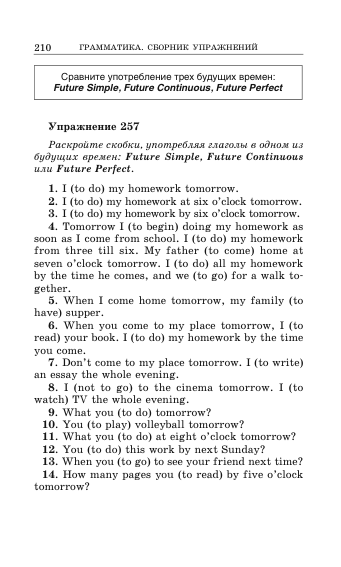 210 ГРАММАТИКА. СБОРНИК УПРАЖНЕНИЙ
Сравните употребление трех будущих времен:
Future Simple, Future Continuous, Future Perfect
Упражнение 257
Раскройте скобки, употребляя глаголы в одном из
будущих времен: Future Simple, Future Continuous
или Future Perfect.
1. I (to do) my homework tomorrow.
2. I (to do) my homework at six o'clock tomorrow.
3. I (to do) my homework by six o'clock tomorrow.
4. Tomorrow I (to begin) doing my homework as
soon as I come from school. I (to do) my homework
from three till six. My father (to come) home at
seven o'clock tomorrow. I (to do) all my homework
by the time he comes, and we (to go) for a walk to-
gether.
5. When I come home tomorrow, my family (to
have) supper.
6. When you come to my place tomorrow, I (to
read) your book. I (to do) my homework by the time
you come.
7. Don't come to my place tomorrow. I (to write)
an essay the whole evening.
8. I (not to go) to the cinema tomorrow. I (to
watch) TV the whole evening.
9. What you (to do) tomorrow?
10. You (to play) volleyball tomorrow?
11. What you (to do) at eight o'clock tomorrow?
12. You (to do) this work by next Sunday?
13. When you (to go) to see your friend next time?
14. How many pages you (to read) by five o'clock
tomorrow?